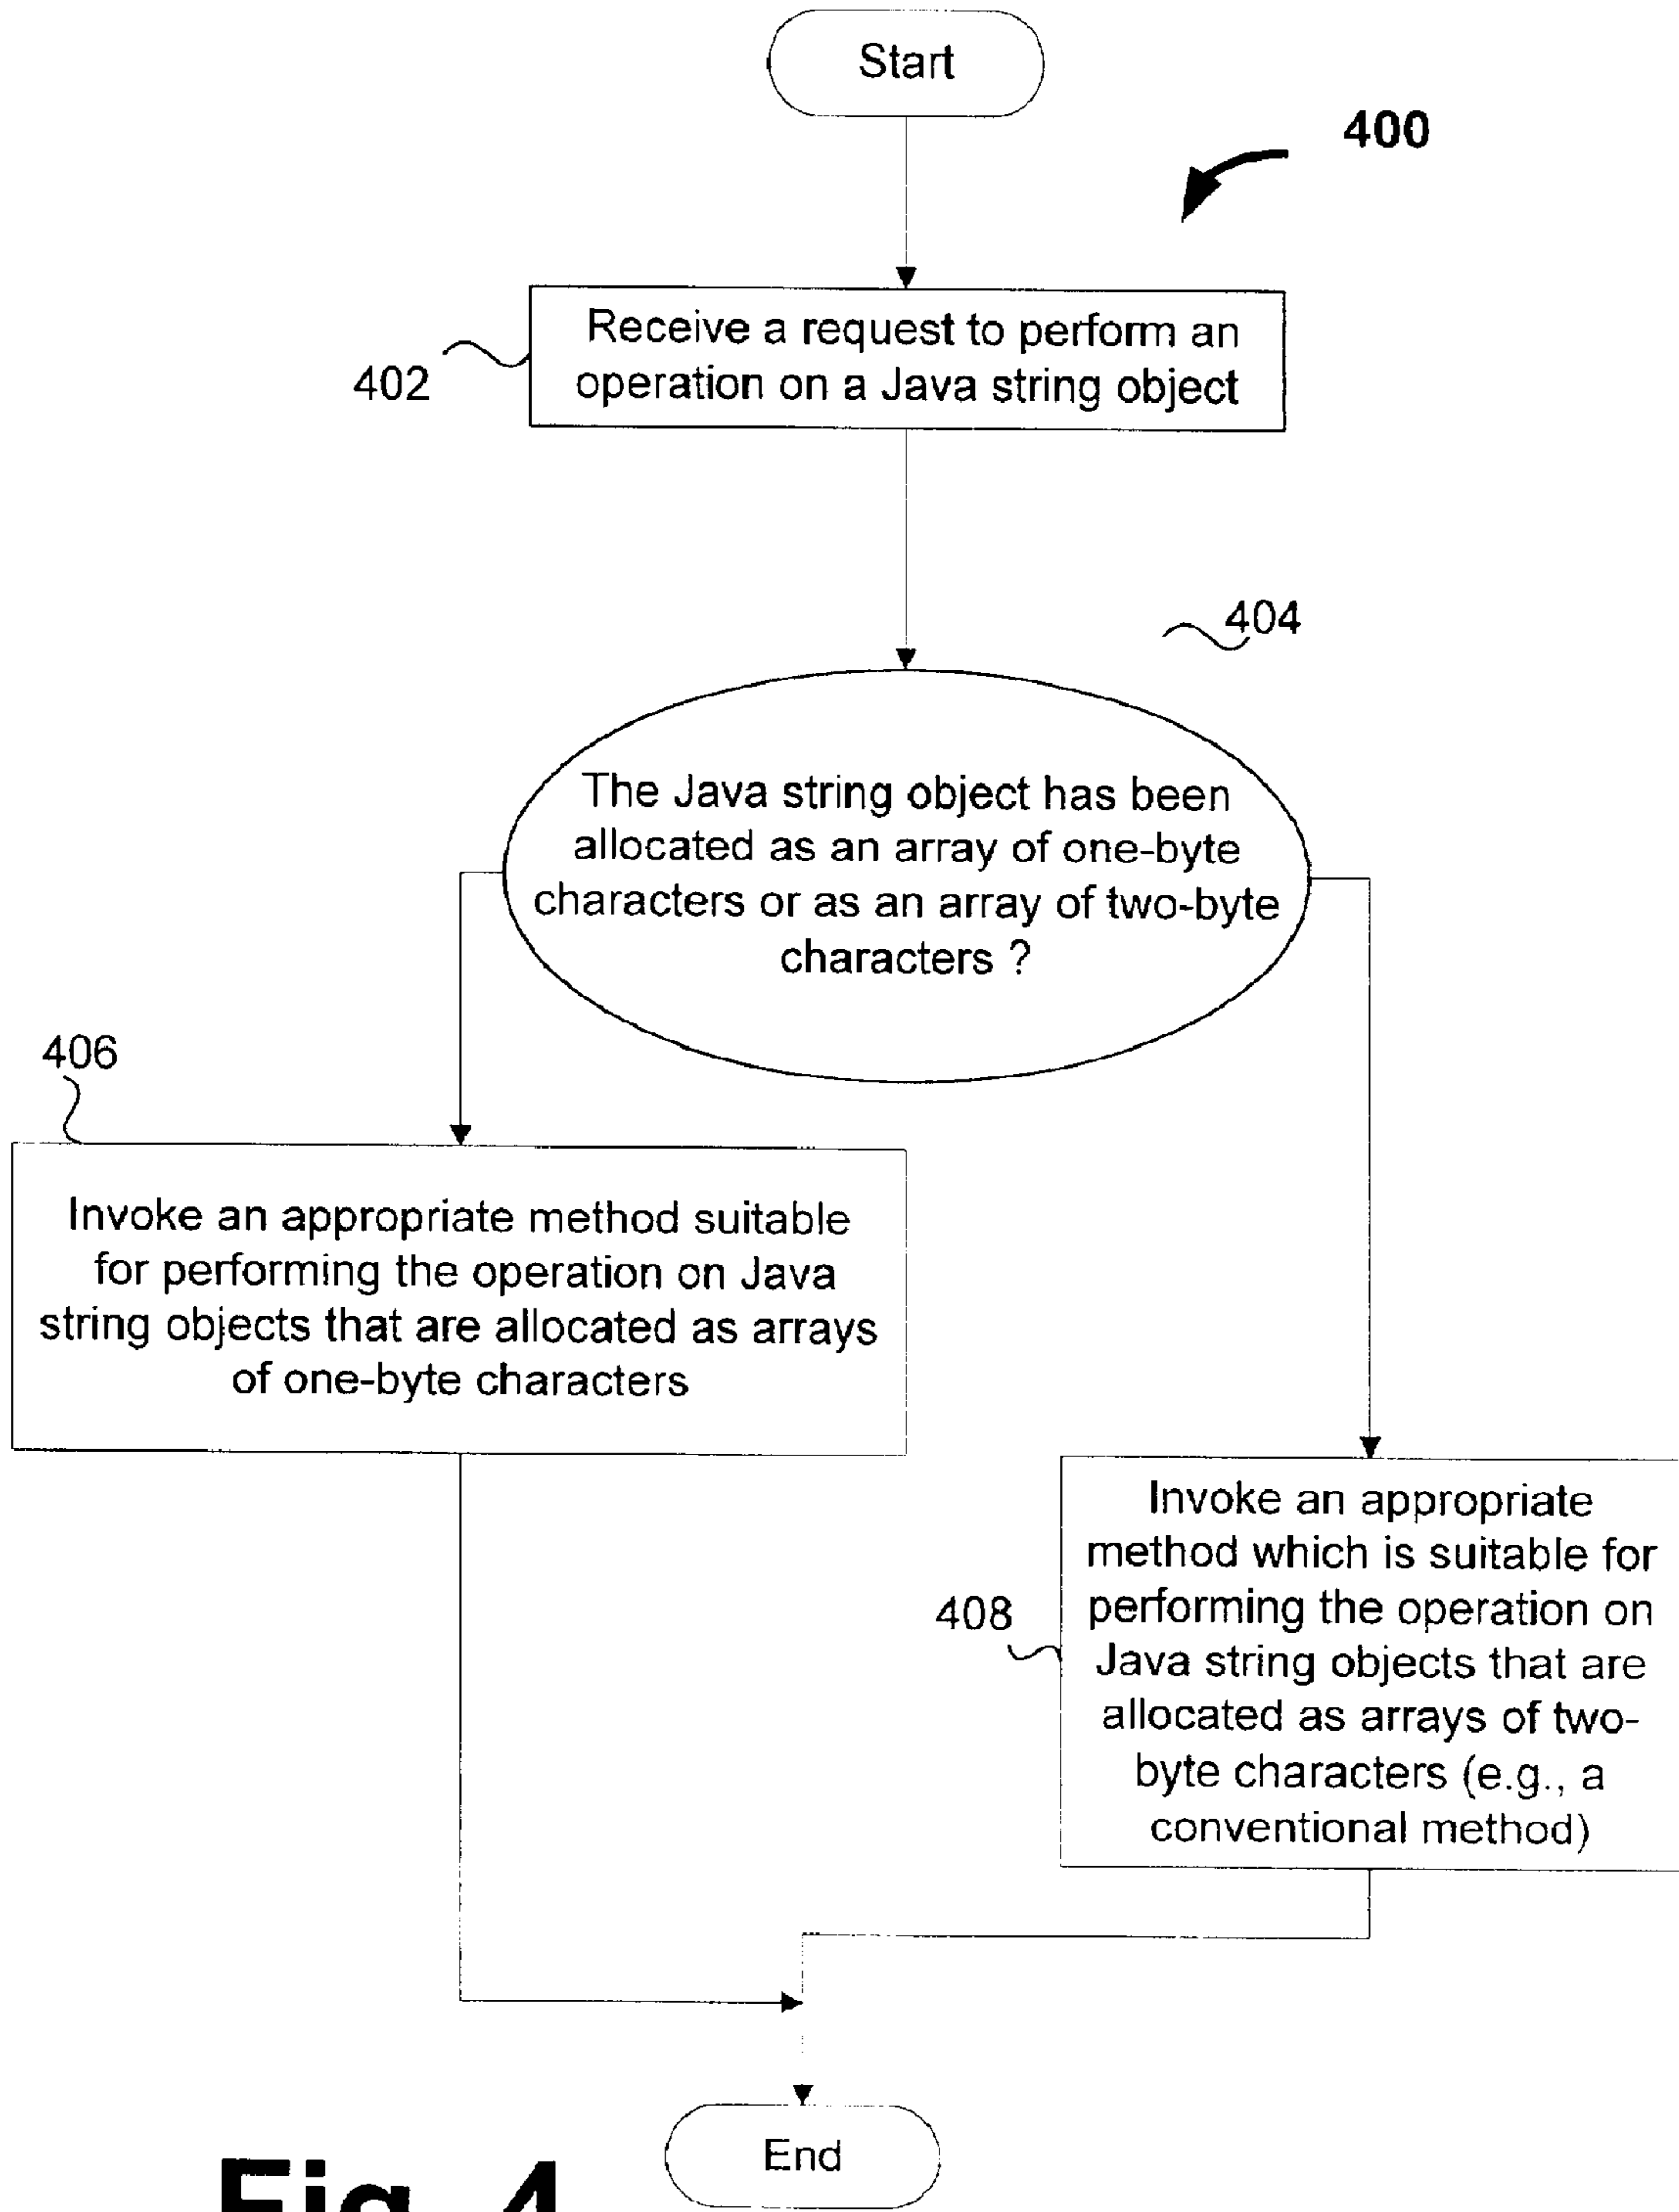 Start
400
Receive a request to perform an
operation on a Java string object
402
404
The Java string object has been
allocated as an array of one-byte
characters or as an array of two-byte
characters ?
406
Invoke an appropriate method suitable
for performing the operation on Java
string objects that are allocated as arrays
of one-byte characters
Invoke an appropriate
method which is suitable for
performing the operation on
Java string objects that are
allocated as arrays of two-
byte characters (e.g., a
conventional method)
408
End
Fig. 4